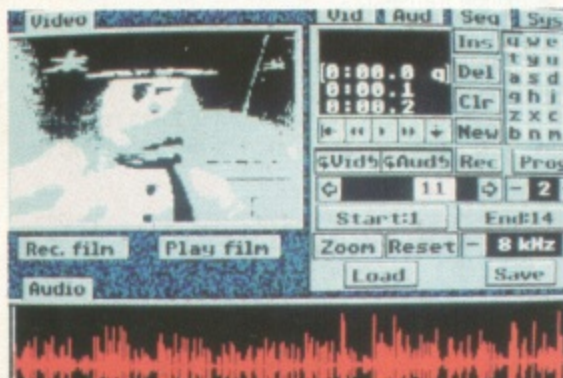 Video
Vid Aud Seq Sys
Ins q w e
[0:00.0 q] Del t y u
0:00.1 a s d
0:00.2 Clr g h j
z x c
New b n m
Vid Aud Rec Prog
11 - 2
Start:1 End:14
Rec. film Play film Zoom Reset - 8 kHz
Load Save
Audio